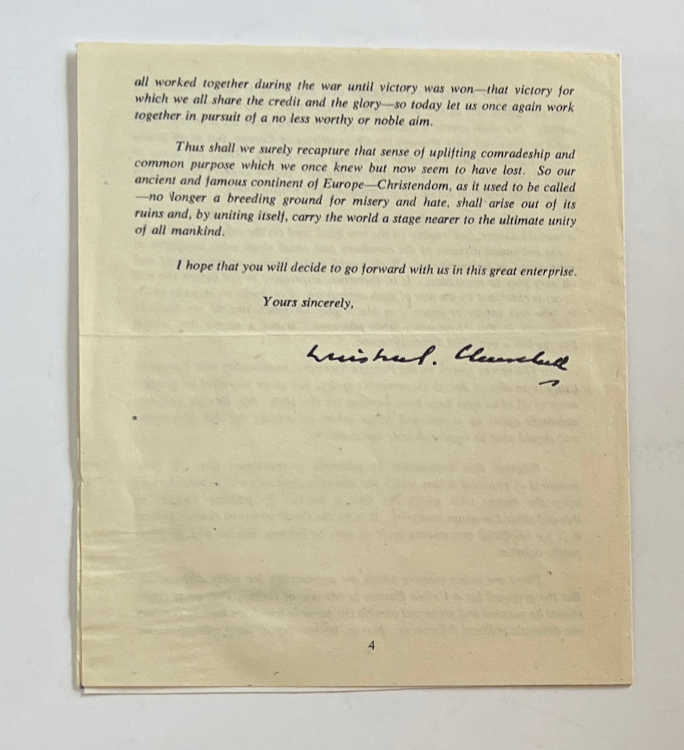 all worked together during the war until victory was won—that victory for
which we all share the credit and the glory—so today let us once again work
together in pursuit of a no less worthy or noble aim.
Thus shall we surely recapture that sense of uplifting comradeship and
common purpose which we once knew but now seem to have lost. So our
ancient and famous continent of Europe—Christendom, as it used to be called
—no longer a breeding ground for misery and hate, shall arise out of its
ruins and, by uniting itself, carry the world a stage nearer to the ultimate unity
of all mankind.
I hope that you will decide to go forward with us in this great enterprise.
Yours sincerely,
Winston S. Churchill
4